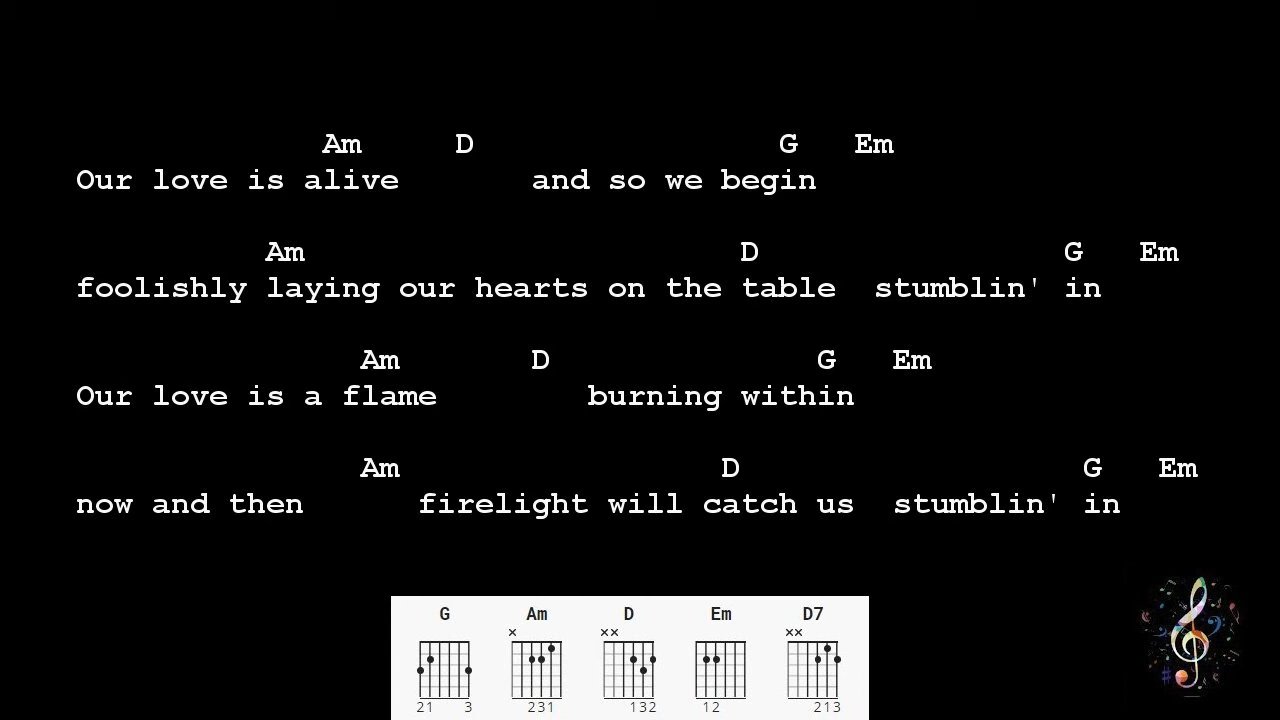 Am D G Em
Our love is alive and so we begin
Am D G Em
foolishly laying our hearts on the table stumblin' in
Am D G Em
Our love is a flame burning within
Am D G Em
now and then firelight will catch us stumblin' in
G Am D Em D7
× ×× ××
21 3 231 132 12 213